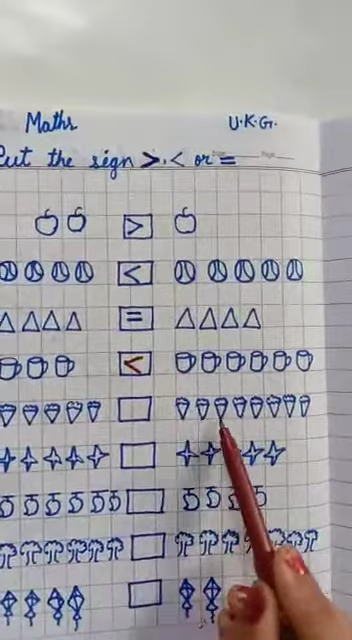 Maths
U.K.G.
Put the sign >, < or =
>
<
=
<